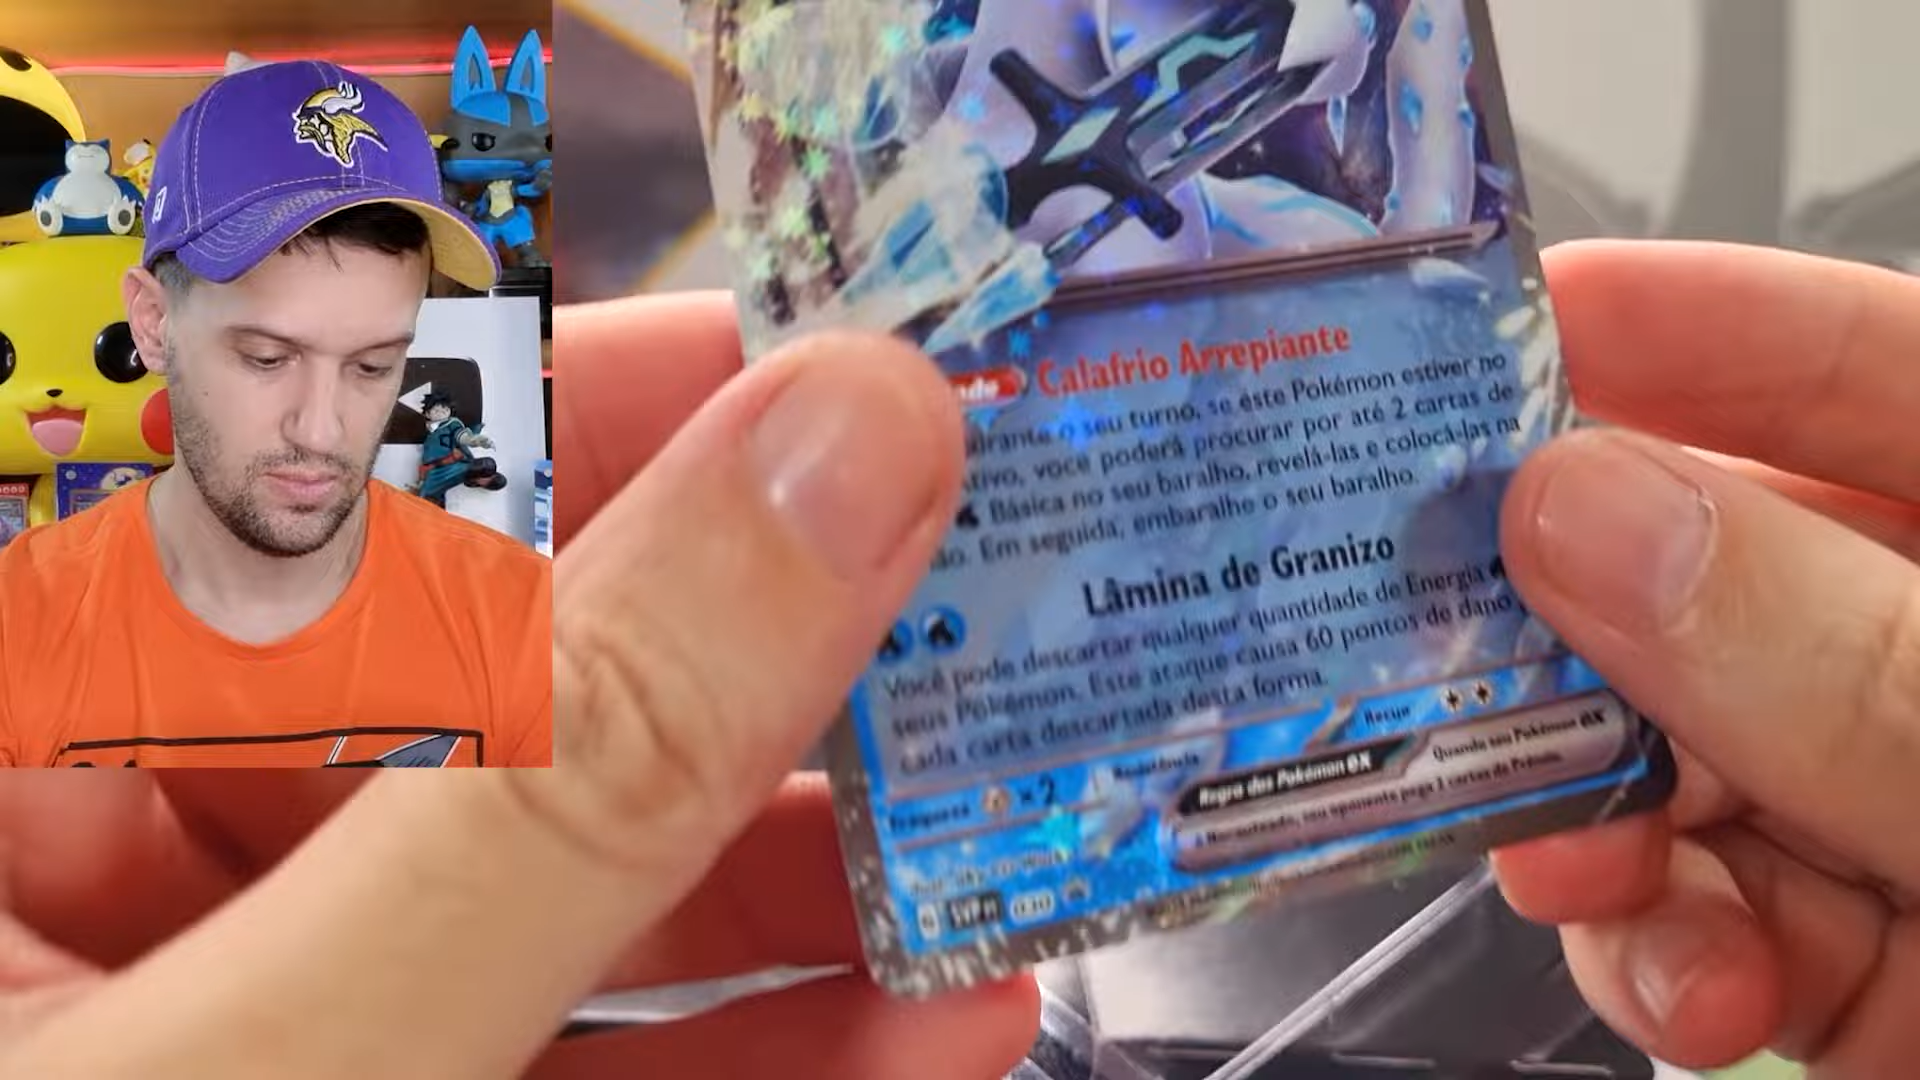 Calafrio Arrepiante
o seu turno, se este Pokémon estiver no
você poderá procurar por até 2 cartas de
Básica no seu baralho, revelá-las e colocá-las na
Em seguida, embaralhe o seu baralho.
Lâmina de Granizo
Você pode descartar qualquer quantidade de Energia
seus Pokémon. Este ataque causa 60 pontos de dano
cada carta descartada desta forma.
Fraqueza ×2 Resistência Recuo
Regra dos Pokémon ex Quando seu Pokémon ex
é Nocauteado, seu oponente pega 2 cartas de Prêmio.
G SVP 030